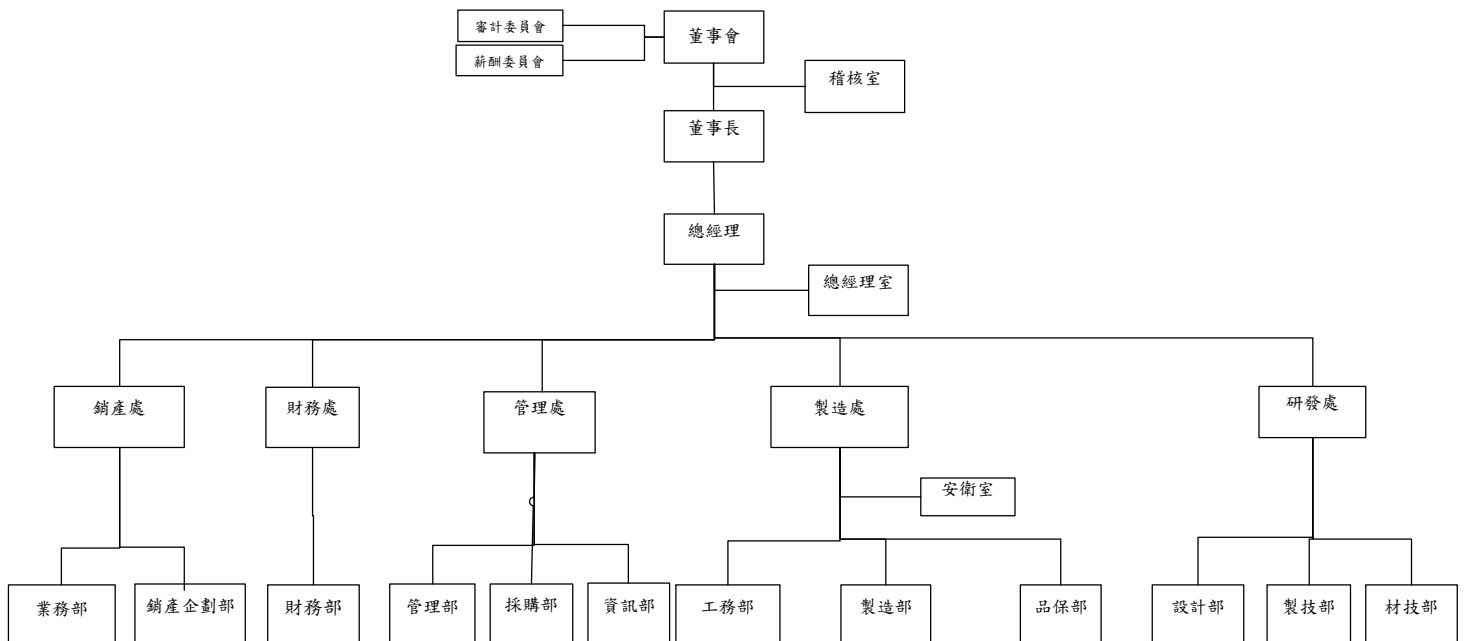 審計委員會
董事會
薪酬委員會
稽核室
董事長
總經理
總經理室
銷產處
財務處
管理處
製造處
研發處
安衛室
業務部
銷產企劃部
財務部
管理部
採購部
資訊部
工務部
製造部
品保部
設計部
製技部
材技部